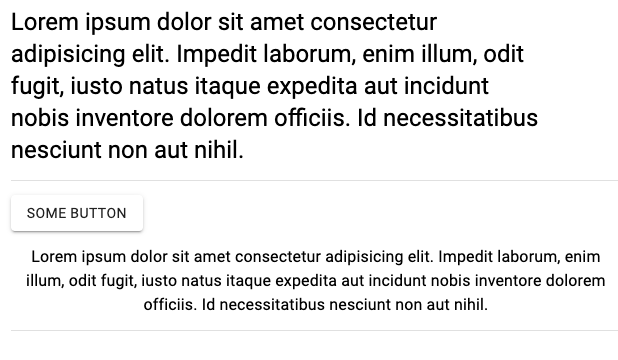 Lorem ipsum dolor sit amet consectetur
adipisicing elit. Impedit laborum, enim illum, odit
fugit, iusto natus itaque expedita aut incidunt
nobis inventore dolorem officiis. Id necessitatibus
nesciunt non aut nihil.
SOME BUTTON
Lorem ipsum dolor sit amet consectetur adipisicing elit. Impedit laborum, enim
illum, odit fugit, iusto natus itaque expedita aut incidunt nobis inventore dolorem
officiis. Id necessitatibus nesciunt non aut nihil.